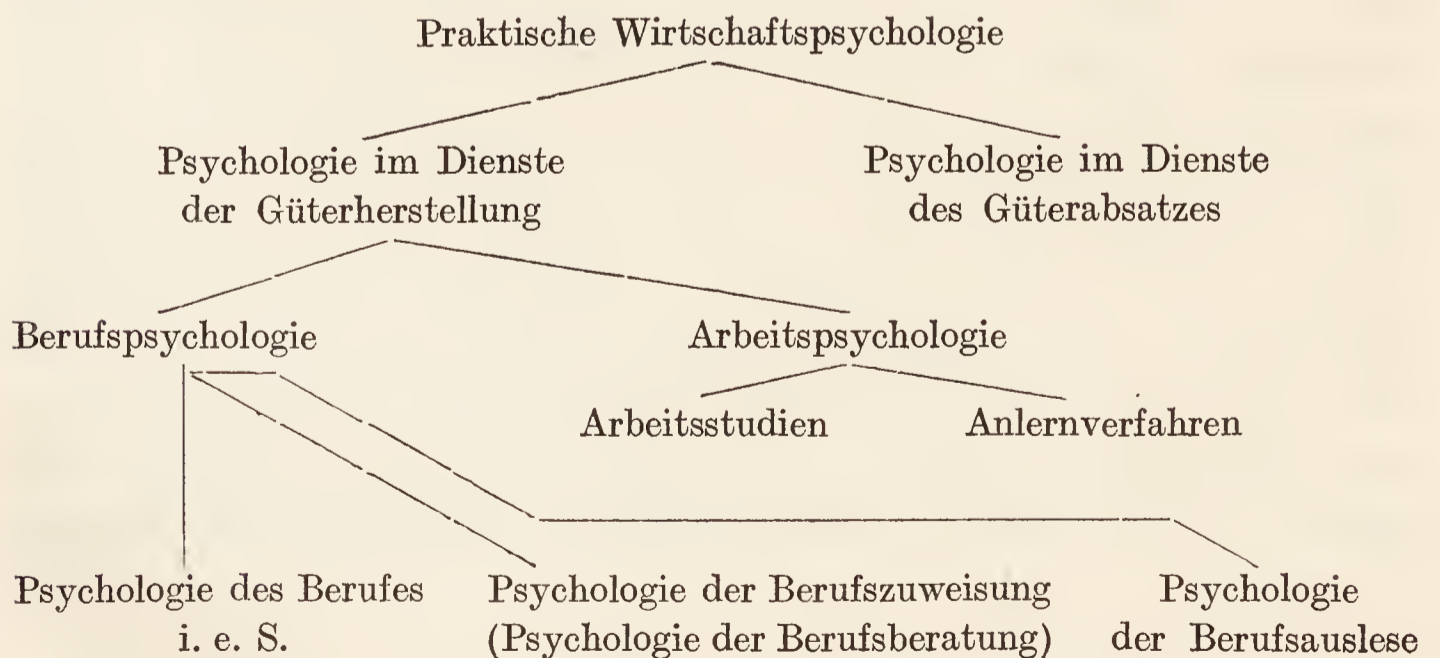 Praktische Wirtschaftspsychologie
Psychologie im Dienste
der Güterherstellung
Psychologie im Dienste
des Güterabsatzes
Berufspsychologie
Arbeitspsychologie
Arbeitsstudien
Anlernverfahren
Psychologie des Berufes
i. e. S.
Psychologie der Berufszuweisung
(Psychologie der Berufsberatung)
Psychologie
der Berufsauslese